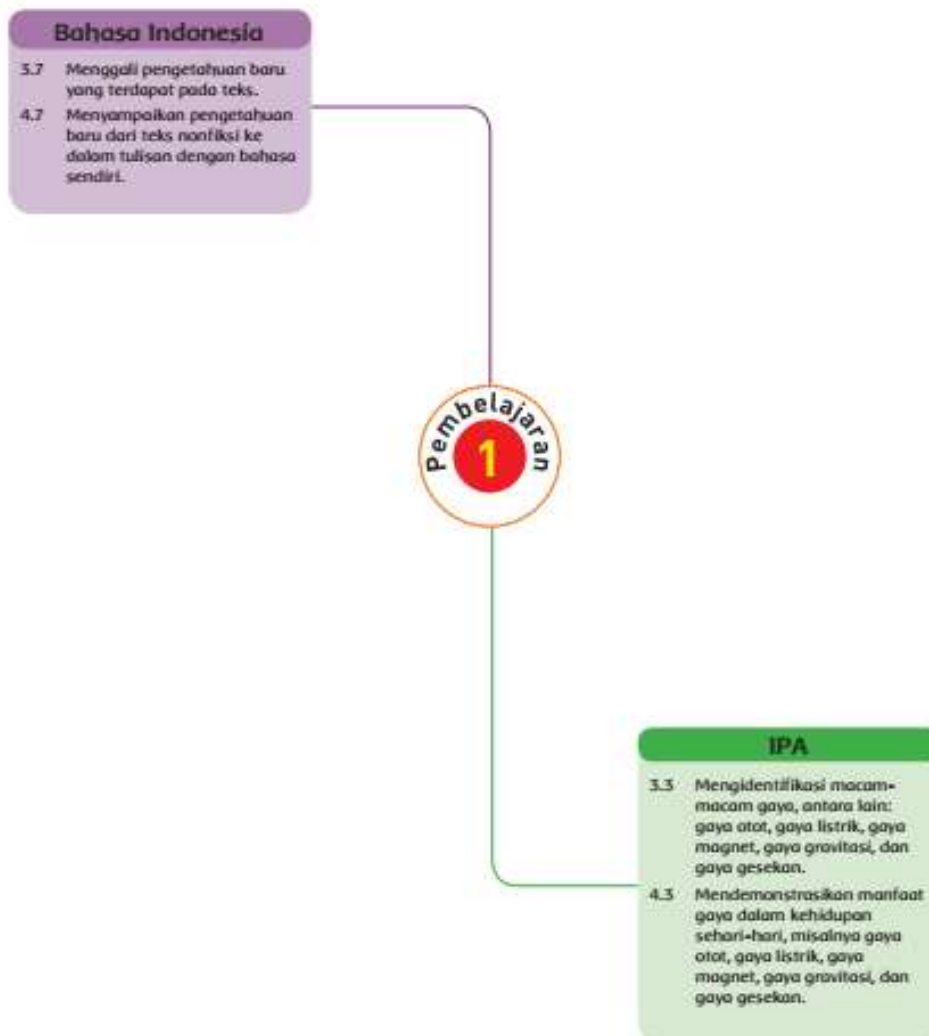 Bahasa Indonesia
3.7 Menggali pengetahuan baru
yang terdapat pada teks.
4.7 Menyampaikan pengetahuan
baru dari teks nonfiksi ke
dalam tulisan dengan bahasa
sendiri.
Pembelajaran
1
IPA
3.3 Mengidentifikasi macam-
macam gaya, antara lain:
gaya otot, gaya listrik, gaya
magnet, gaya gravitasi, dan
gaya gesekan.
4.3 Mendemonstrasikan manfaat
gaya dalam kehidupan
sehari-hari, misalnya gaya
otot, gaya listrik, gaya
magnet, gaya gravitasi, dan
gaya gesekan.